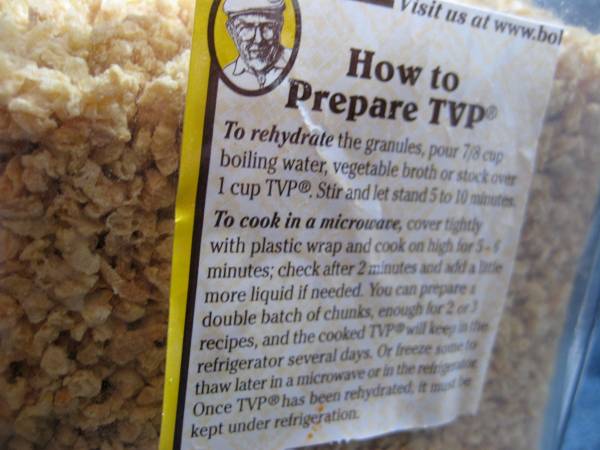 Visit us at www.bo
How to
Prepare TVP®
To rehydrate the granules, pour 7/8 cup
boiling water, vegetable broth or stock over
1 cup TVP®. Stir and let stand 5 to 10 minutes.
To cook in a microwave, cover tightly
with plastic wrap and cook on high for 5 - 6
minutes; check after 2 minutes and add a little
more liquid if needed. You can prepare a
double batch of chunks, enough for 2 or 3
recipes, and the cooked TVP® will keep in the
refrigerator several days. Or freeze some to
thaw later in a microwave or in the refrigerator.
Once TVP® has been rehydrated, it must be
kept under refrigeration.